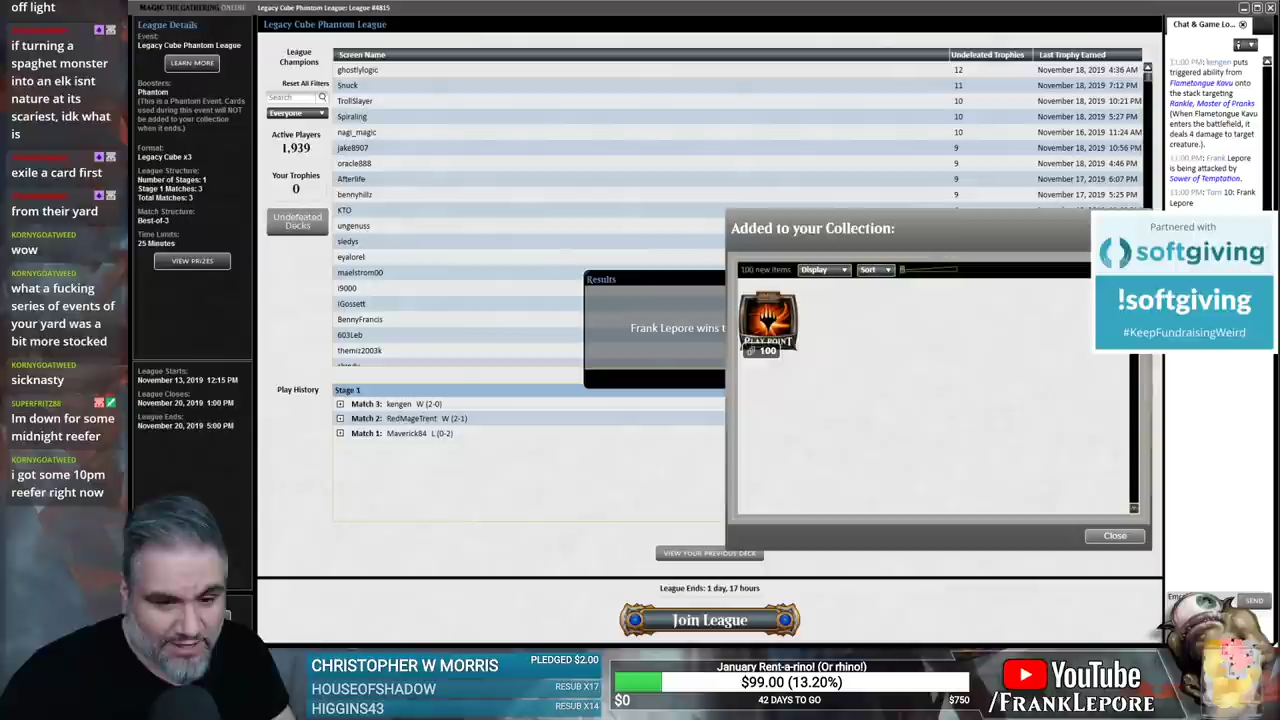 off light
if turning a
spaghet monster
into an elk isnt
nature at its
scariest, idk what
is
exile a card first
from their yard
KORNYGOATWEED
wow
KORNYGOATWEED
what a fucking
series of events of
your yard was a
bit more stocked
KORNYGOATWEED
sicknasty
SUPERFRITZ88
Im down for some
midnight reefer
KORNYGOATWEED
i got some 10pm
reefer right now
MAGIC THE GATHERING ONLINE
Legacy Cube Phantom League: League #4815
League Details
Event:
Legacy Cube Phantom League
LEARN MORE
Boosters:
Phantom
(This is a Phantom Event. Cards
used during this event will NOT
be added to your collection
when it ends.)
Format:
Legacy Cube x3
League Structure:
Number of Stages: 1
Stage 1 Matches: 3
Total Matches: 3
Match Structure:
Best-of-3
Time Limits:
25 Minutes
VIEW PRIZES
League Starts:
November 13, 2019 12:15 PM
League Closes:
November 20, 2019 1:00 PM
League Ends:
November 20, 2019 5:00 PM
Legacy Cube Phantom League
League
Champions
Reset All Filters
Search
Everyone
Active Players
1,939
Your Trophies
0
Undefeated
Decks
Screen Name Undefeated Trophies Last Trophy Earned
ghostlylogic 12 November 18, 2019 4:36 AM
Snuck 11 November 18, 2019 7:12 PM
TrollSlayer 10 November 18, 2019 10:21 PM
Spiraling 10 November 18, 2019 5:27 PM
nagi_magic 10 November 16, 2019 11:24 AM
jake8907 9 November 18, 2019 10:56 PM
oracle888 9 November 18, 2019 4:46 PM
Afterlife 9 November 17, 2019 6:07 PM
bennyhillz 9 November 17, 2019 5:25 PM
KTO
ungenuss
siedys
eyalorel
maelstrom00
I9000
IGossett
BennyFrancis
603Leb
themiz2003k
Results
Frank Lepore wins t
Added to your Collection:
100 new items Display Sort
PLAY POINT
100
Close
Play History
Stage 1
Match 3: kengen W (2-0)
Match 2: RedMageTrent W (2-1)
Match 1: Maverick84 L (0-2)
VIEW YOUR PREVIOUS DECK
League Ends: 1 day, 17 hours
Join League
Chat & Game Lo...
11:00 PM: kengen puts
triggered ability from
Flametongue Kavu onto
the stack targeting
Rankle, Master of Pranks
(When Flametongue Kavu
enters the battlefield, it
deals 4 damage to target
creature.).
11:00 PM: Frank Lepore
is being attacked by
Sower of Temptation.
11:00 PM: Turn 10: Frank
Lepore
Partnered with
softgiving
!softgiving
#KeepFundraisingWeird
SEND
CHRISTOPHER W MORRIS PLEDGED $2.00
HOUSEOFSHADOW RESUB X17
HIGGINS43 RESUB X14
January Rent-a-rino! (Or rhino!)
$99.00 (13.20%)
$0 42 DAYS TO GO $750
YouTube
/FRANKLEPORE